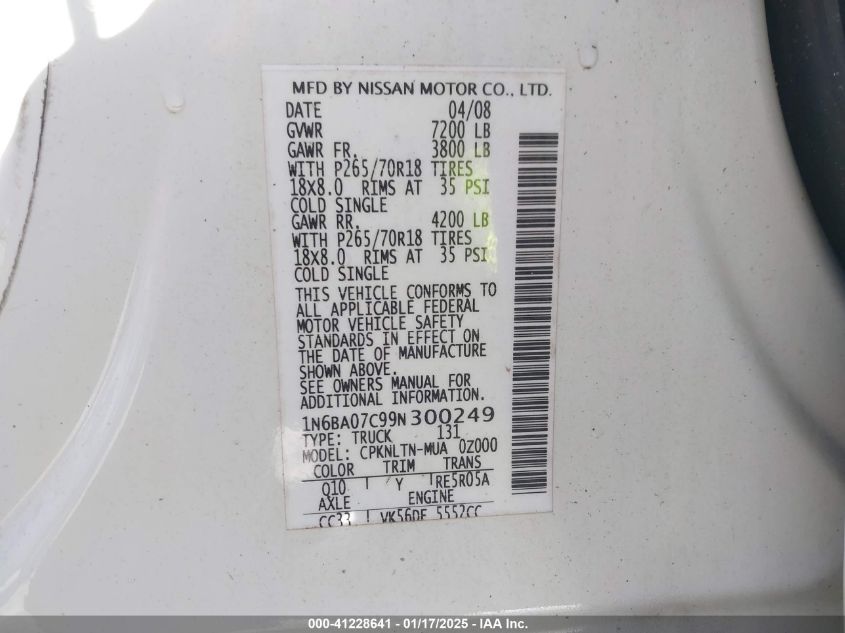 MFD BY NISSAN MOTOR CO., LTD.
DATE 04/08
GVWR 7200 LB
GAWR FR. 3800 LB
WITH P265/70R18 TIRES
18X8.0 RIMS AT 35 PSI
COLD SINGLE
GAWR RR. 4200 LB
WITH P265/70R18 TIRES
18X8.0 RIMS AT 35 PSI
COLD SINGLE
THIS VEHICLE CONFORMS TO
ALL APPLICABLE FEDERAL
MOTOR VEHICLE SAFETY
STANDARDS IN EFFECT ON
THE DATE OF MANUFACTURE
SHOWN ABOVE.
SEE OWNERS MANUAL FOR
ADDITIONAL INFORMATION.
1N6BA07C99N300249
TYPE: TRUCK 131
MODEL: CPKNLTN-MUA 0Z000
COLOR TRIM TRANS
Q10 Y RE5R05A
AXLE ENGINE
CC33 VK56DE 5552CC
000-41228641 - 01/17/2025 - IAA Inc.